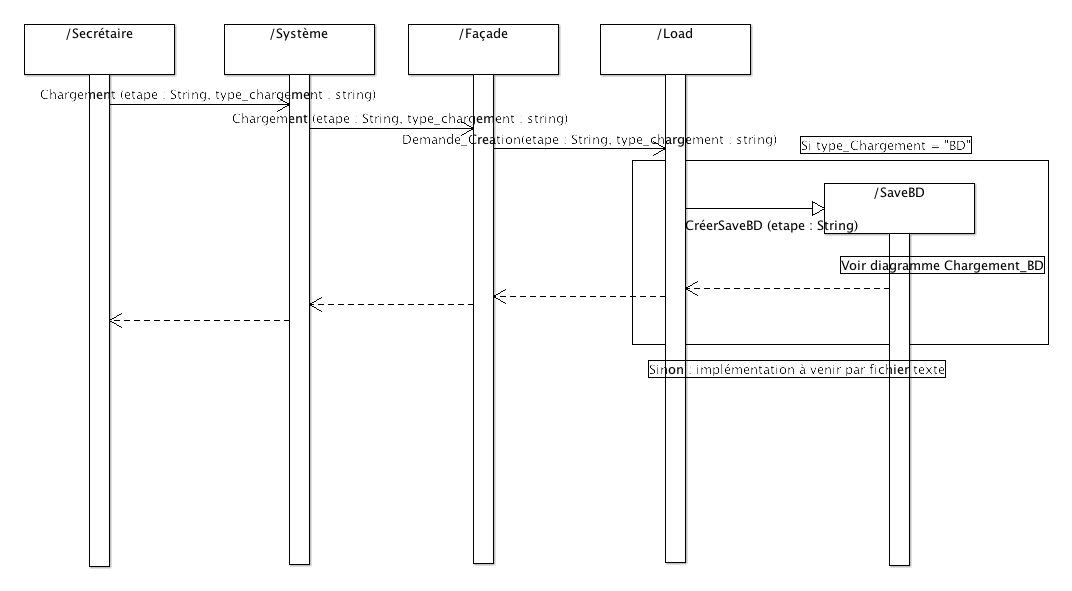 /Secrétaire
/Système
/Façade
/Load
Chargement (etape : String, type_chargement : string)
Chargement (etape : String, type_chargement : string)
Demande_Creation(etape : String, type_chargement : string)
Si type_Chargement = "BD"
/SaveBD
CréerSaveBD (etape : String)
Voir diagramme Chargement_BD
Sinon : implémentation à venir par fichier texte